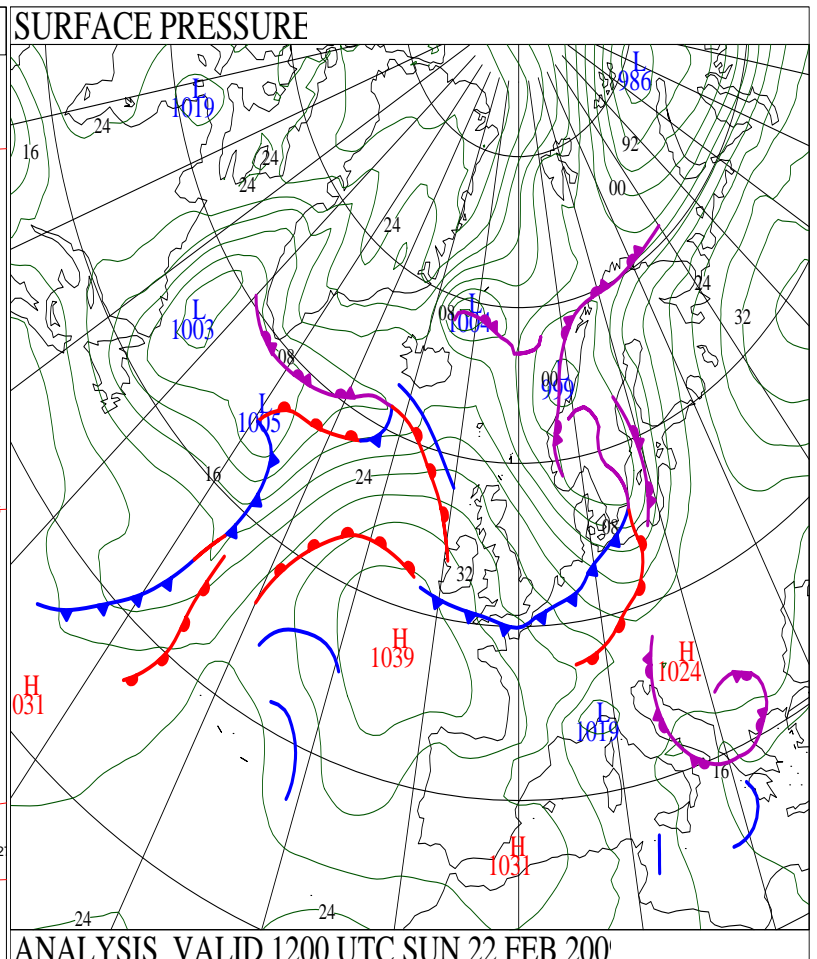 SURFACE PRESSURE
L
986
L
1019
24
92
16
24
24
00
24
24
L
1003
08
L
1004
32
08
00
999
L
1005
16
24
08
32
H
1039
H
1024
H
031
L
1019
16
H
1031
24
24
ANALYSIS VALID 1200 UTC SUN 22 FEB 200